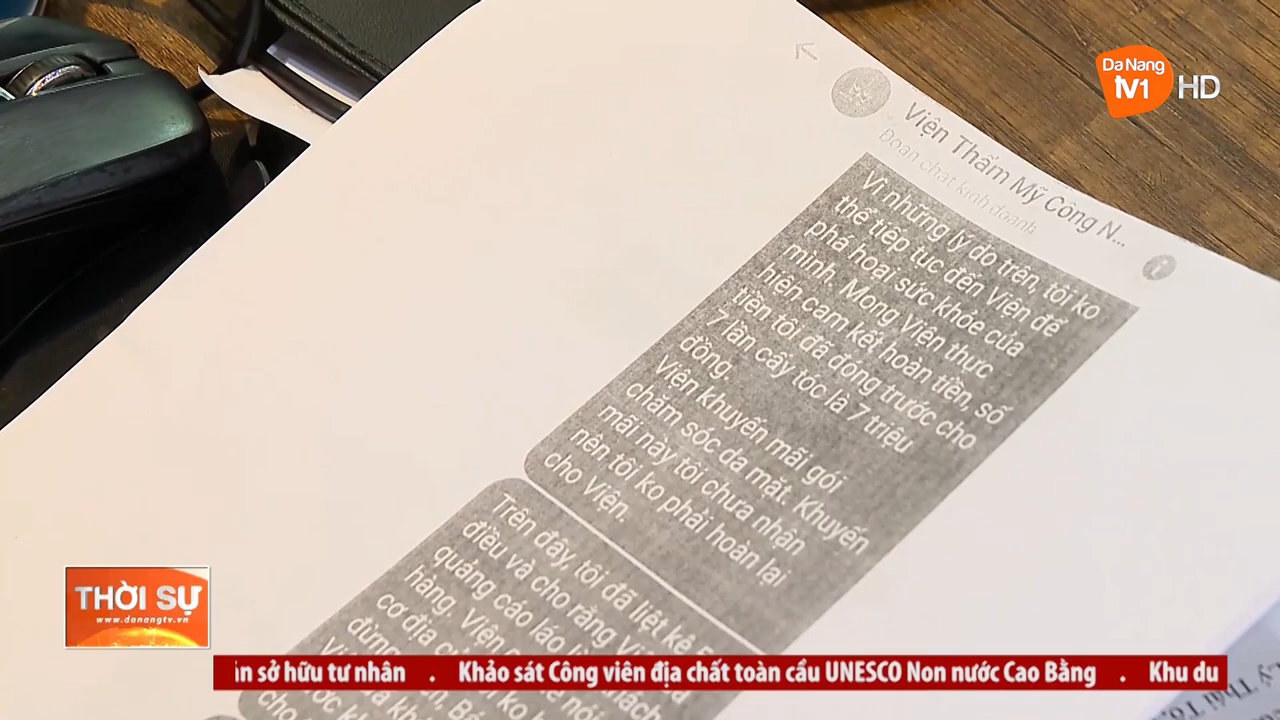 Da Nang
TV1 HD
Viện Thẩm Mỹ Công N...
Đoạn chat kinh doanh
Vì những lý do trên, tôi ko
thể tiếp tục đến Viện để
phá hoại sức khỏe của
mình. Mong Viện thực
hiện cam kết hoàn tiền, số
tiền tôi đã đóng trước cho
7 lần cấy tóc là 7 triệu
đồng.
Viện khuyến mãi gói
chăm sóc da mặt. Khuyến
mãi này tôi chưa nhận
nên tôi ko phải hoàn lại
cho Viện.
Trên đây, tôi đã liệt kê
điều và cho rằng
quảng cáo láo
hàng. Viện
cơ địa
THỜI SỰ
www.danangtv.vn
sở hữu tư nhân . Khảo sát Công viên địa chất toàn cầu UNESCO Non nước Cao Bằng . Khu du